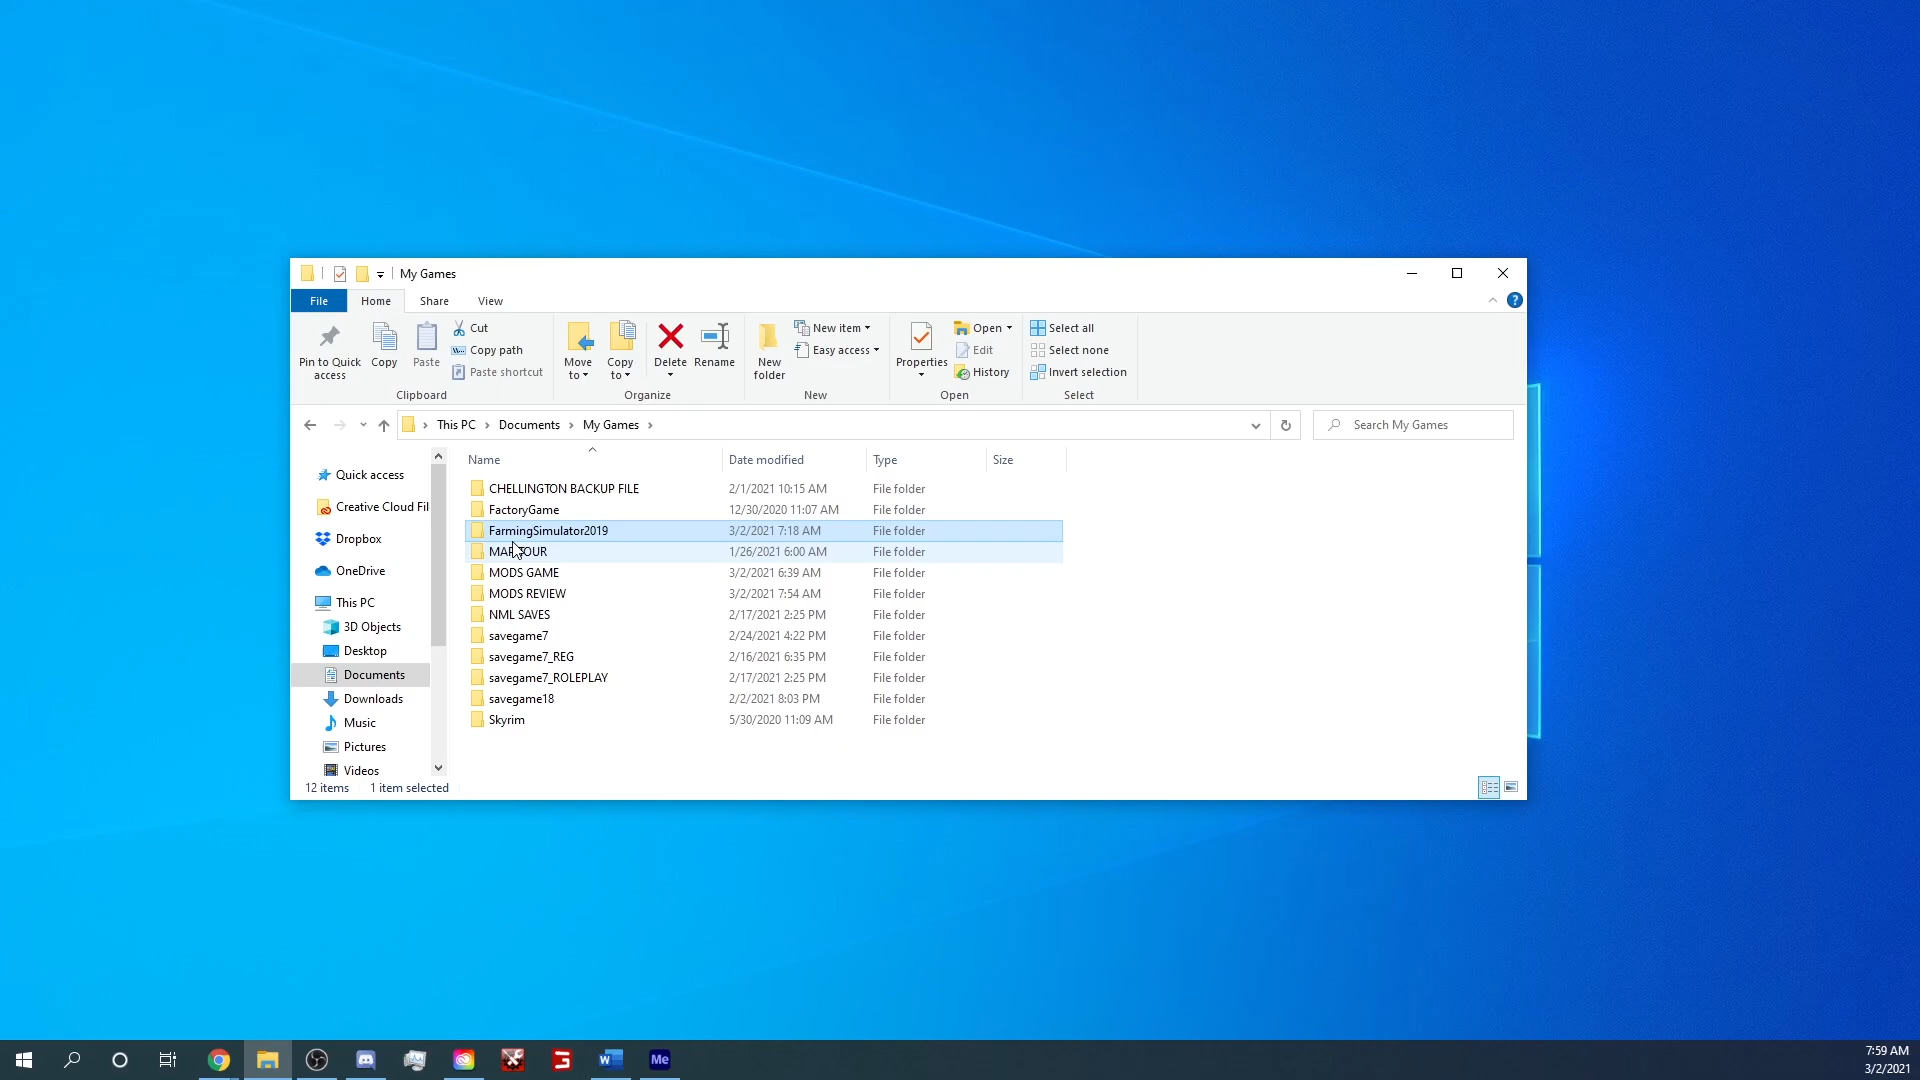 My Games
File Home Share View
Pin to Quick access
Copy
Paste
Cut
Copy path
Paste shortcut
Clipboard
Move to
Copy to
Delete
Rename
Organize
New folder
New item
Easy access
New
Properties
Open
Edit
History
Open
Select all
Select none
Invert selection
Select
This PC Documents My Games
Search My Games
Quick access
Creative Cloud Fil
Dropbox
OneDrive
This PC
3D Objects
Desktop
Documents
Downloads
Music
Pictures
Videos
Name Date modified Type Size
CHELLINGTON BACKUP FILE 2/1/2021 10:15 AM File folder
FactoryGame 12/30/2020 11:07 AM File folder
FarmingSimulator2019 3/2/2021 7:18 AM File folder
MAP TOUR 1/26/2021 6:00 AM File folder
MODS GAME 3/2/2021 6:39 AM File folder
MODS REVIEW 3/2/2021 7:54 AM File folder
NML SAVES 2/17/2021 2:25 PM File folder
savegame7 2/24/2021 4:22 PM File folder
savegame7_REG 2/16/2021 6:35 PM File folder
savegame7_ROLEPLAY 2/17/2021 2:25 PM File folder
savegame18 2/2/2021 8:03 PM File folder
Skyrim 5/30/2020 11:09 AM File folder
12 items 1 item selected
Me
7:59 AM
3/2/2021